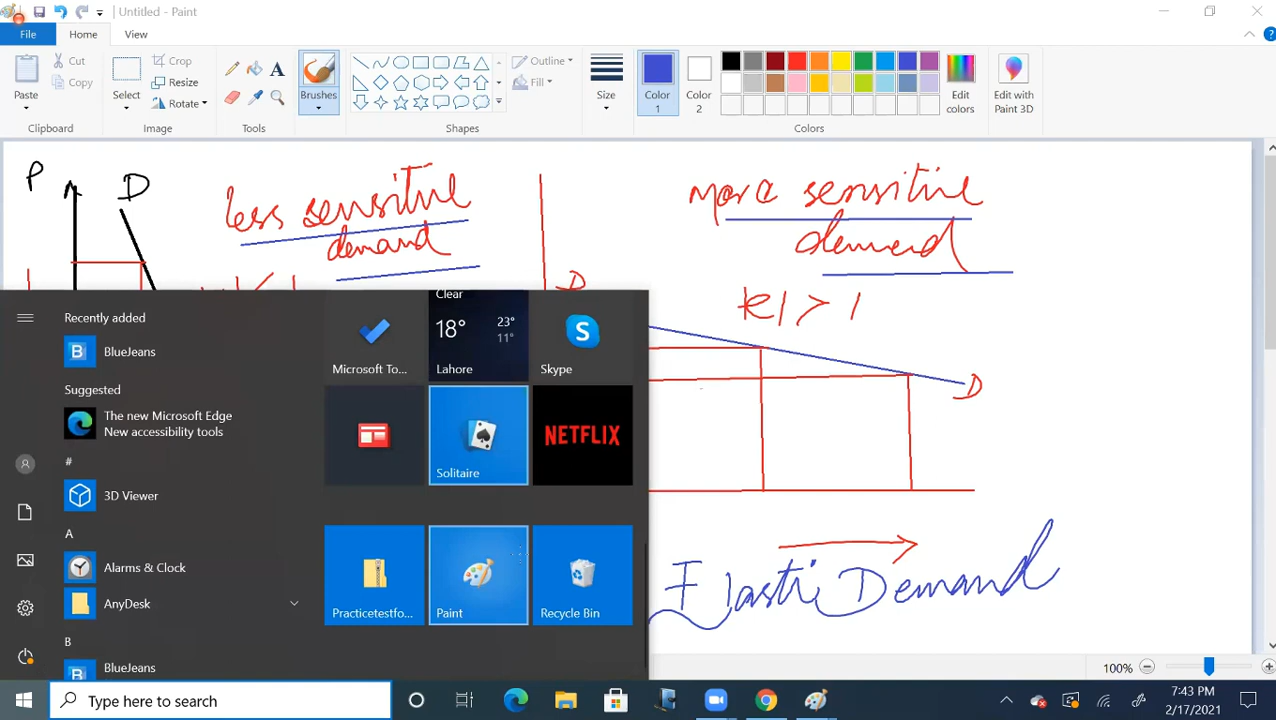 Untitled - Paint
File
Home
View
Paste
Cut
Copy
Clipboard
Select
Crop
Resize
Rotate
Image
Tools
Brushes
Shapes
Outline
Fill
Size
Color
1
Color
2
Edit
colors
Edit with
Paint 3D
Colors
P
D
less sensitive
demand
more sensitive
demand
|E| > 1
D
D
Elastic Demand
Recently added
BlueJeans
Suggested
The new Microsoft Edge
New accessibility tools
#
3D Viewer
A
Alarms & Clock
AnyDesk
B
BlueJeans
Microsoft To...
Clear
18°
23°
11°
Lahore
Skype
Solitaire
NETFLIX
Practicetestfo...
Paint
Recycle Bin
100%
Type here to search
7:43 PM
2/17/2021